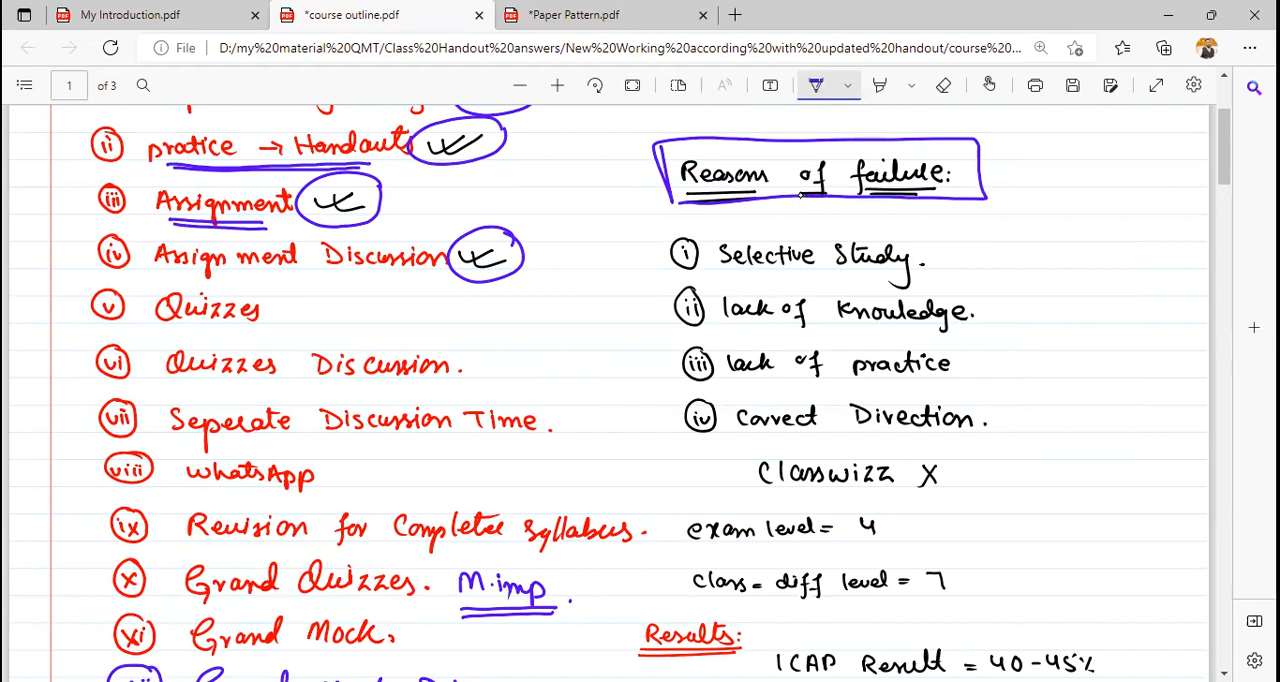 My Introduction.pdf
*course outline.pdf
*Paper Pattern.pdf
File
D:/my%20material%20QMT/Class%20Handout%20answers/New%20Working%20according%20with%20updated%20handout/course%20...
1
of 3
ii pratice → Handouts
iii Assignment
iv Assignment Discussion
v Quizzes
vi Quizzes Discussion.
vii Seperate Discussion Time.
viii WhatsApp
ix Revision for Complete Syllabus.
x Grand Quizzes. M.imp.
xi Grand Mock.
Reasons of failure:
i Selective Study.
ii lack of Knowledge.
iii lack of practice
iv Correct Direction.
Classwizz X
exam level = 4
class = diff level = 7
Results:
ICAP Result = 40-45%